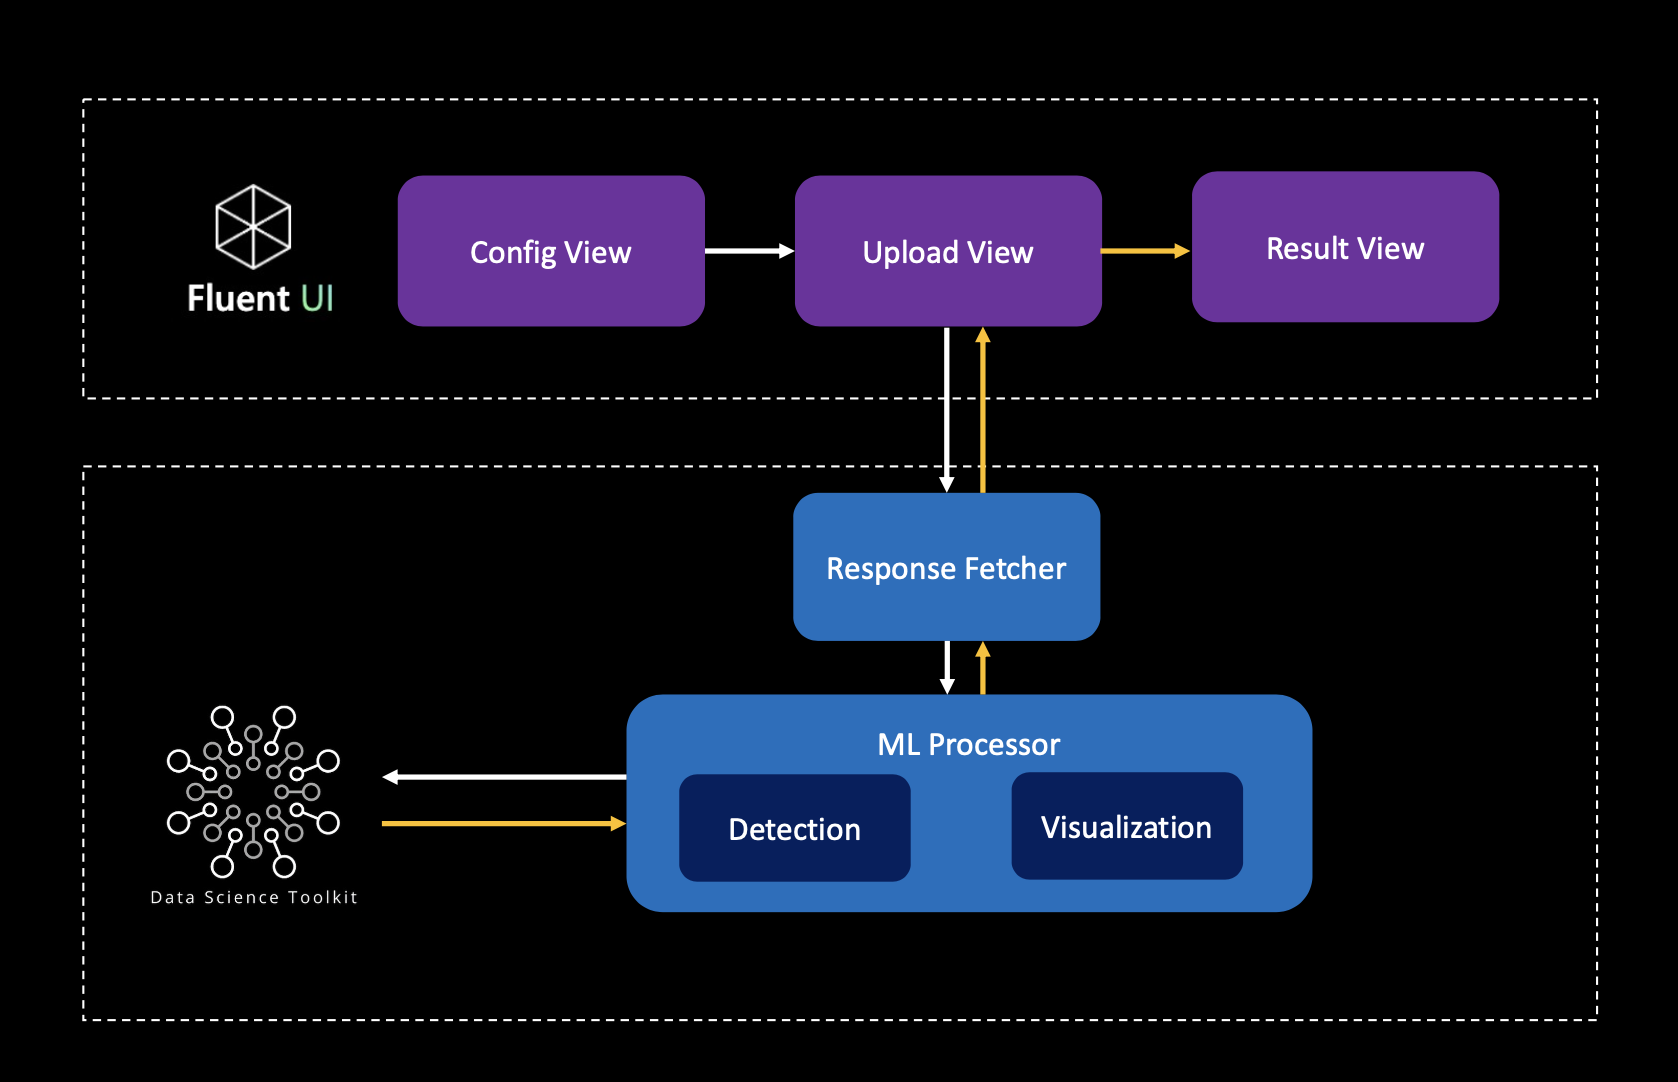 Fluent UI
Config View
Upload View
Result View
Response Fetcher
ML Processor
Detection
Visualization
Data Science Toolkit